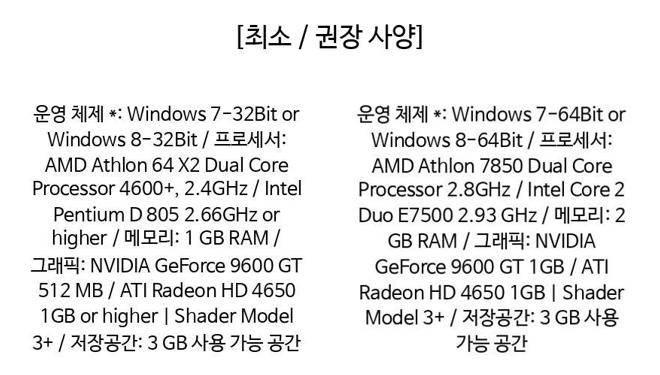 [최소 / 권장 사양]
운영 체제 *: Windows 7-32Bit or
Windows 8-32Bit / 프로세서:
AMD Athlon 64 X2 Dual Core
Processor 4600+, 2.4GHz / Intel
Pentium D 805 2.66GHz or
higher / 메모리: 1 GB RAM /
그래픽: NVIDIA GeForce 9600 GT
512 MB / ATI Radeon HD 4650
1GB or higher | Shader Model
3+ / 저장공간: 3 GB 사용 가능 공간
운영 체제 *: Windows 7-64Bit or
Windows 8-64Bit / 프로세서:
AMD Athlon 7850 Dual Core
Processor 2.8GHz / Intel Core 2
Duo E7500 2.93 GHz / 메모리: 2
GB RAM / 그래픽: NVIDIA
GeForce 9600 GT 1GB / ATI
Radeon HD 4650 1GB | Shader
Model 3+ / 저장공간: 3 GB 사용
가능 공간